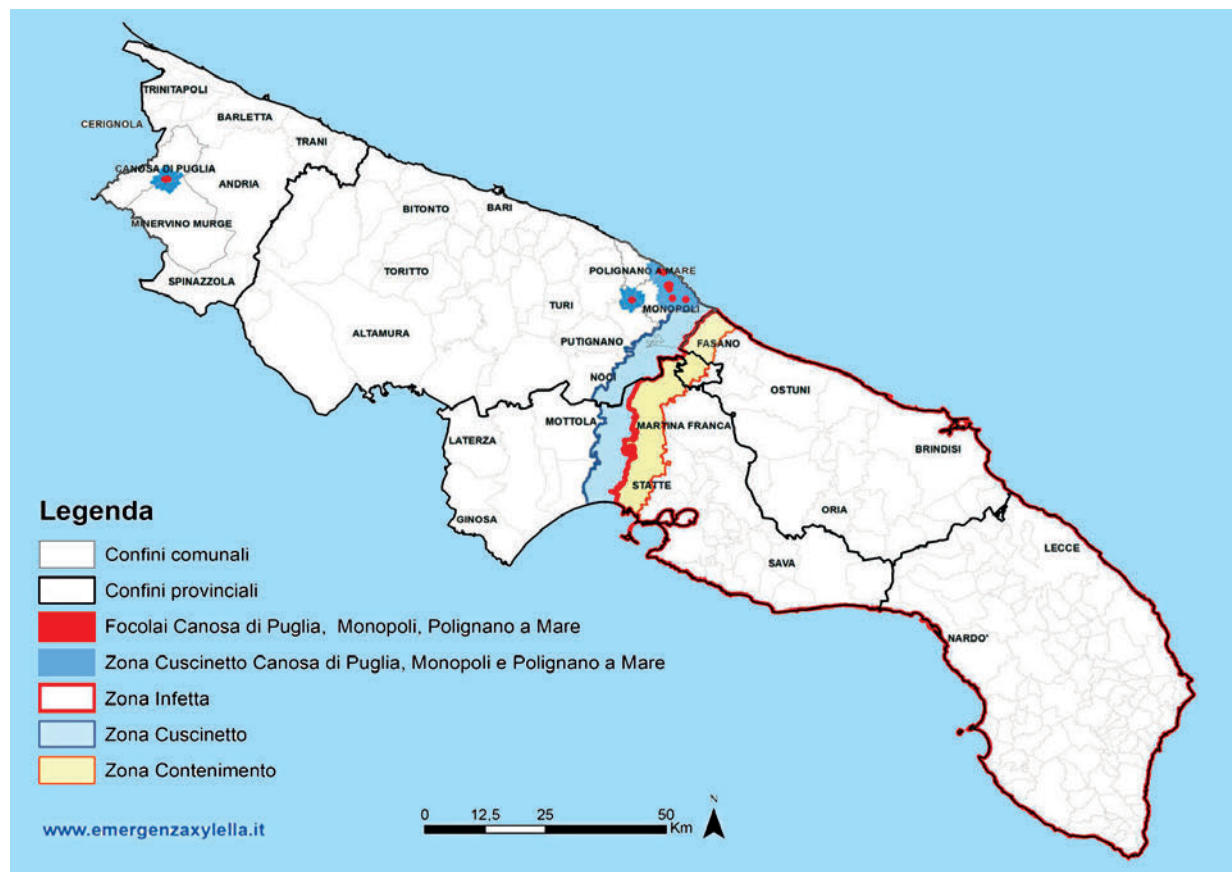 TRINITAPOLI
BARLETTA
CERIGNOLA
TRANI
CANOSA DI PUGLIA
ANDRIA
BITONTO
BARI
MINERVINO MURGE
TORITTO
POLIGNANO A MARE
SPINAZZOLA
TURI
MONOPOLI
ALTAMURA
PUTIGNANO
FASANO
NOCI
OSTUNI
MOTTOLA
MARTINA FRANCA
LATERZA
BRINDISI
STATTE
GINOSA
ORIA
LECCE
SAVA
NARDO'
Legenda
Confini comunali
Confini provinciali
Focolai Canosa di Puglia, Monopoli, Polignano a Mare
Zona Cuscinetto Canosa di Puglia, Monopoli e Polignano a Mare
Zona Infetta
Zona Cuscinetto
Zona Contenimento
www.emergenzaxylella.it
0 12,5 25 50
Km
N